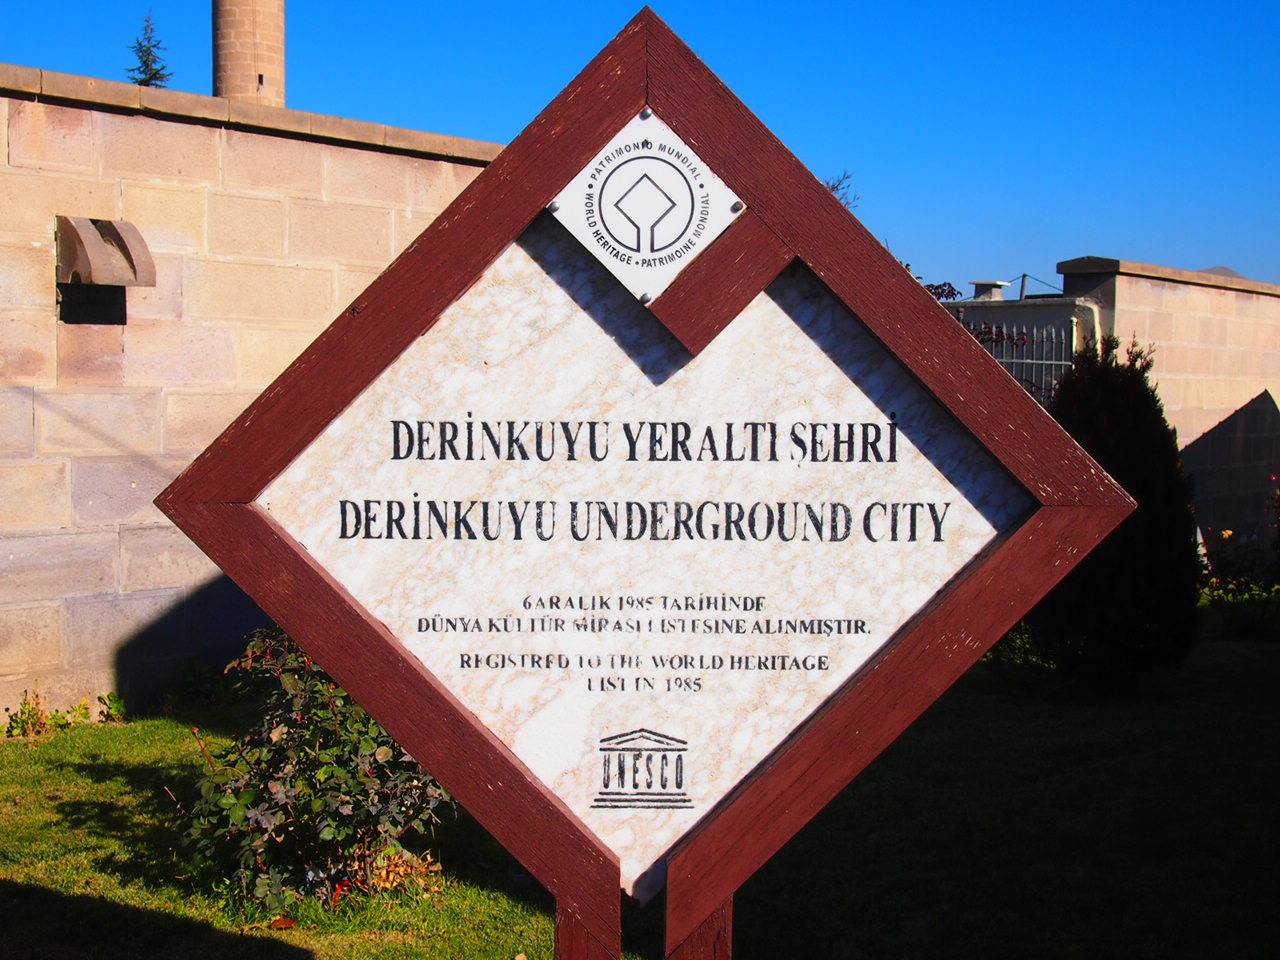 PATRIMONIO MUNDIAL • WORLD HERITAGE • PATRIMOINE MONDIAL •
DERİNKUYU YERALTI ŞEHRİ
DERİNKUYU UNDERGROUND CITY
6 ARALIK 1985 TARİHİNDE
DÜNYA KÜLTÜR MİRASI LİSTESİNE ALINMIŞTIR.
REGISTRED TO THE WORLD HERITAGE
LIST IN 1985
UNESCO